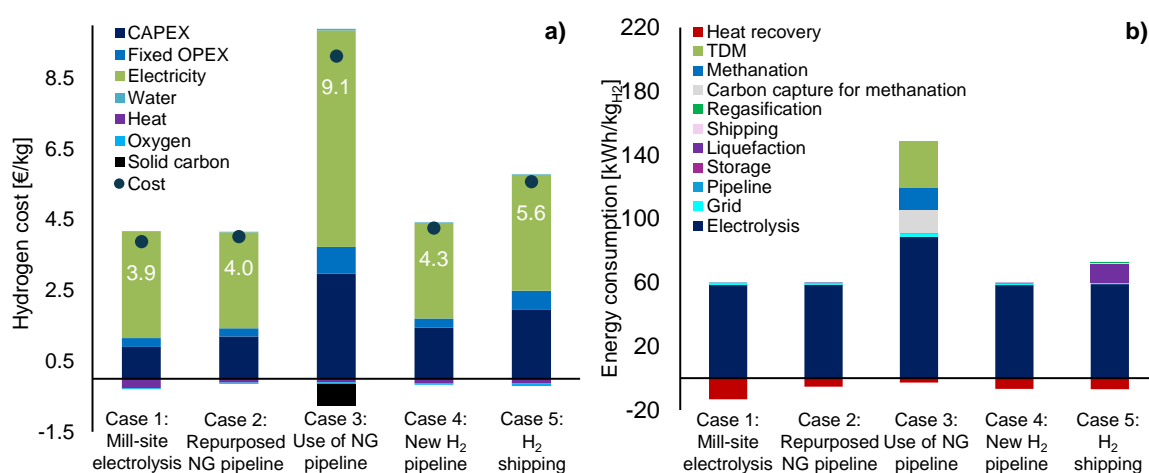 a)
CAPEX
Fixed OPEX
Electricity
Water
Heat
Oxygen
Solid carbon
Cost
Hydrogen cost [€/kg]
8.5
6.5
4.5
2.5
0.5
-1.5
3.9
4.0
9.1
4.3
5.6
Case 1:
Mill-site
electrolysis
Case 2:
Repurposed
NG pipeline
Case 3:
Use of NG
pipeline
Case 4:
New H2
pipeline
Case 5:
H2
shipping
b)
Heat recovery
TDM
Methanation
Carbon capture for methanation
Regasification
Shipping
Liquefaction
Storage
Pipeline
Grid
Electrolysis
Energy consumption [kWh/kgH2]
220
180
140
100
60
20
-20
Case 1:
Mill-site
electrolysis
Case 2:
Repurposed
NG pipeline
Case 3:
Use of NG
pipeline
Case 4:
New H2
pipeline
Case 5:
H2
shipping